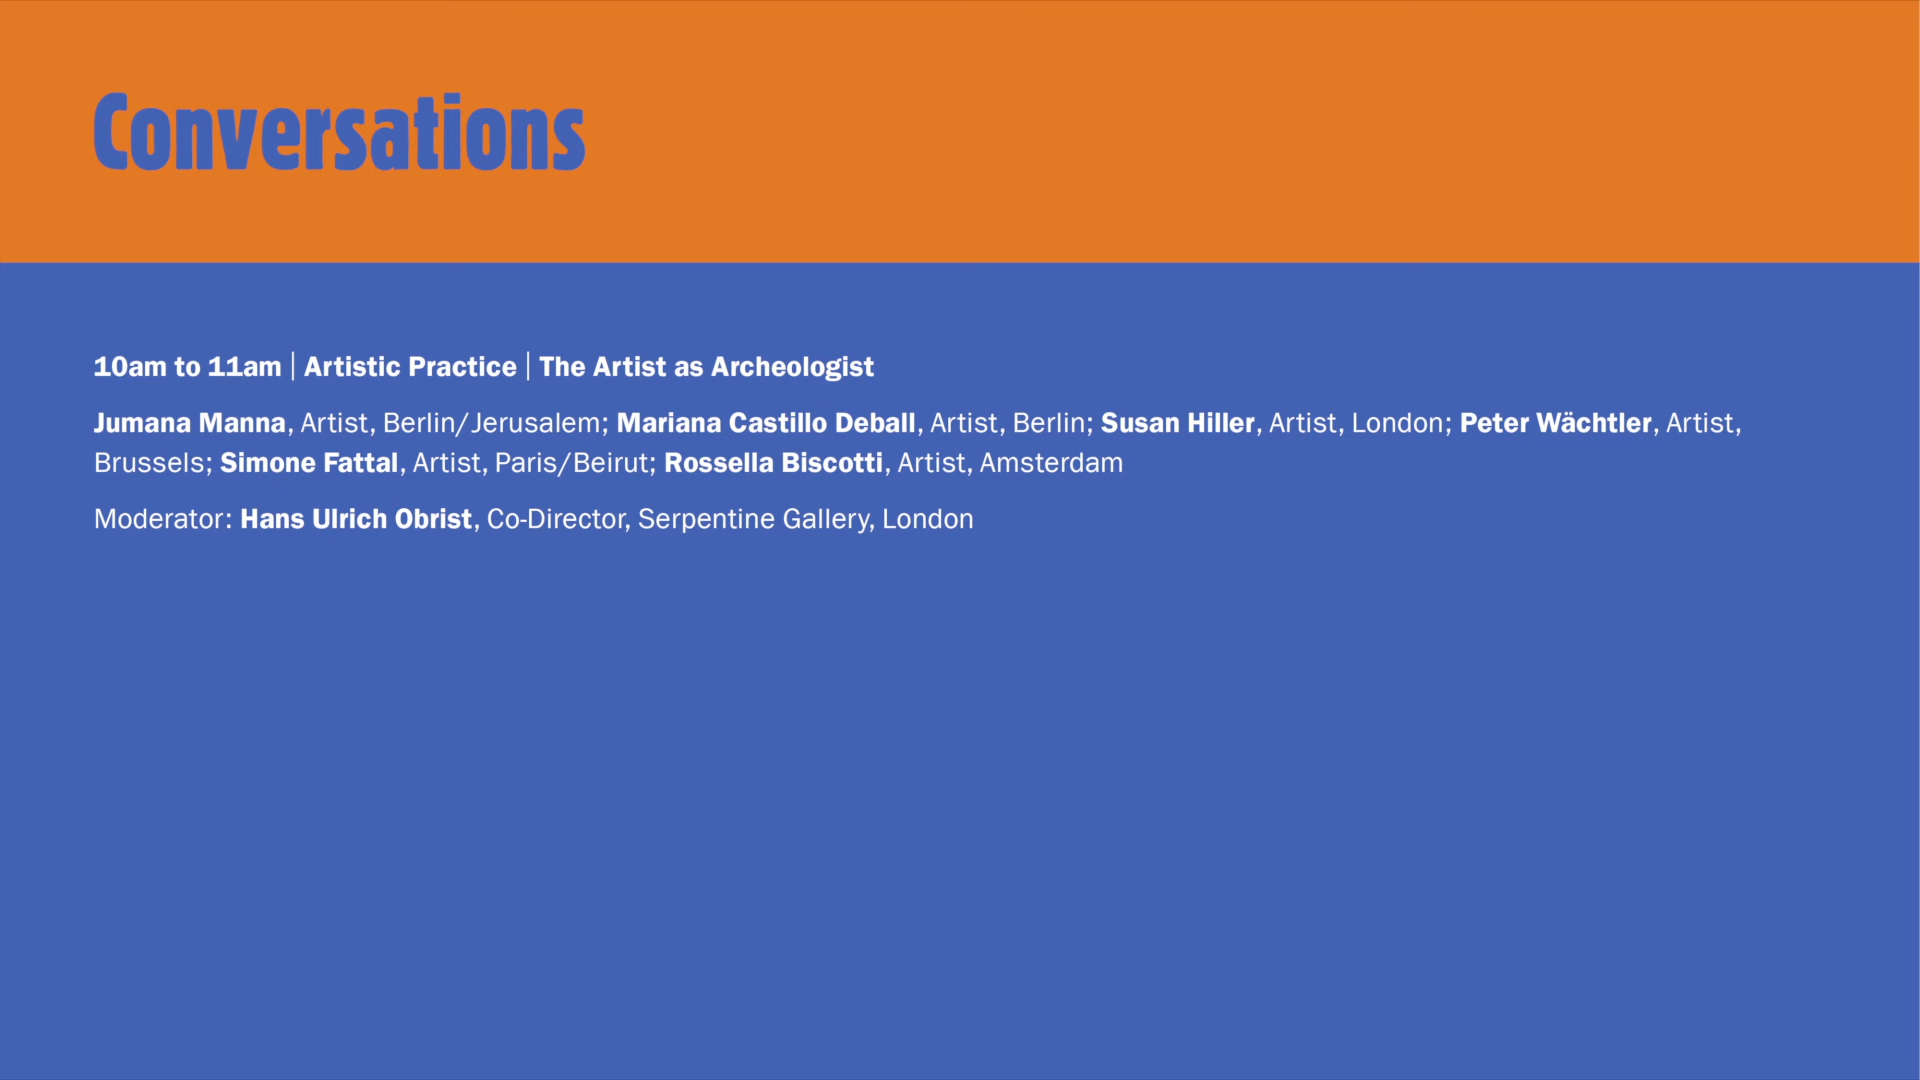 Conversations
10am to 11am | Artistic Practice | The Artist as Archeologist
Jumana Manna, Artist, Berlin/Jerusalem; Mariana Castillo Deball, Artist, Berlin; Susan Hiller, Artist, London; Peter Wächtler, Artist,
Brussels; Simone Fattal, Artist, Paris/Beirut; Rossella Biscotti, Artist, Amsterdam
Moderator: Hans Ulrich Obrist, Co-Director, Serpentine Gallery, London